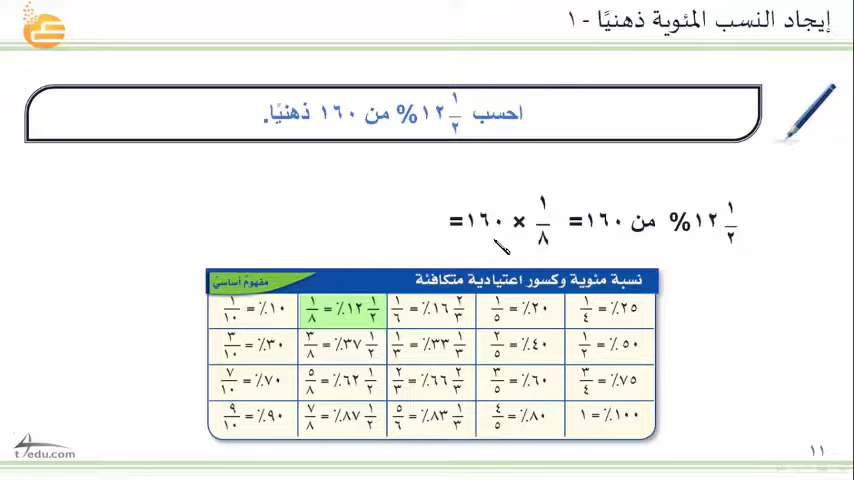 إيجاد النسب المئوية ذهنيًا -١
احسب ١/٢ ١٢% من ١٦٠ ذهنيًا.
١/٢ ١٢% من ١٦٠= ١/٨ × ١٦٠=
نسبة مئوية وكسور اعتيادية متكافئة
مفهوم أساسي
٢٥٪ = ١/٤ ٢٠٪ = ١/٥ ٢/٣ ١٦٪ = ١/٦ ١/٢ ١٢٪ = ١/٨ ١٠٪ = ١/١٠
٥٠٪ = ١/٢ ٤٠٪ = ٢/٥ ١/٣ ٣٣٪ = ١/٣ ١/٢ ٣٧٪ = ٣/٨ ٣٠٪ = ٣/١٠
٧٥٪ = ٣/٤ ٦٠٪ = ٣/٥ ٢/٣ ٦٦٪ = ٢/٣ ١/٢ ٦٢٪ = ٥/٨ ٧٠٪ = ٧/١٠
١٠٠٪ = ١ ٨٠٪ = ٤/٥ ١/٣ ٨٣٪ = ٥/٦ ١/٢ ٨٧٪ = ٧/٨ ٩٠٪ = ٩/١٠
t4edu.com
١١